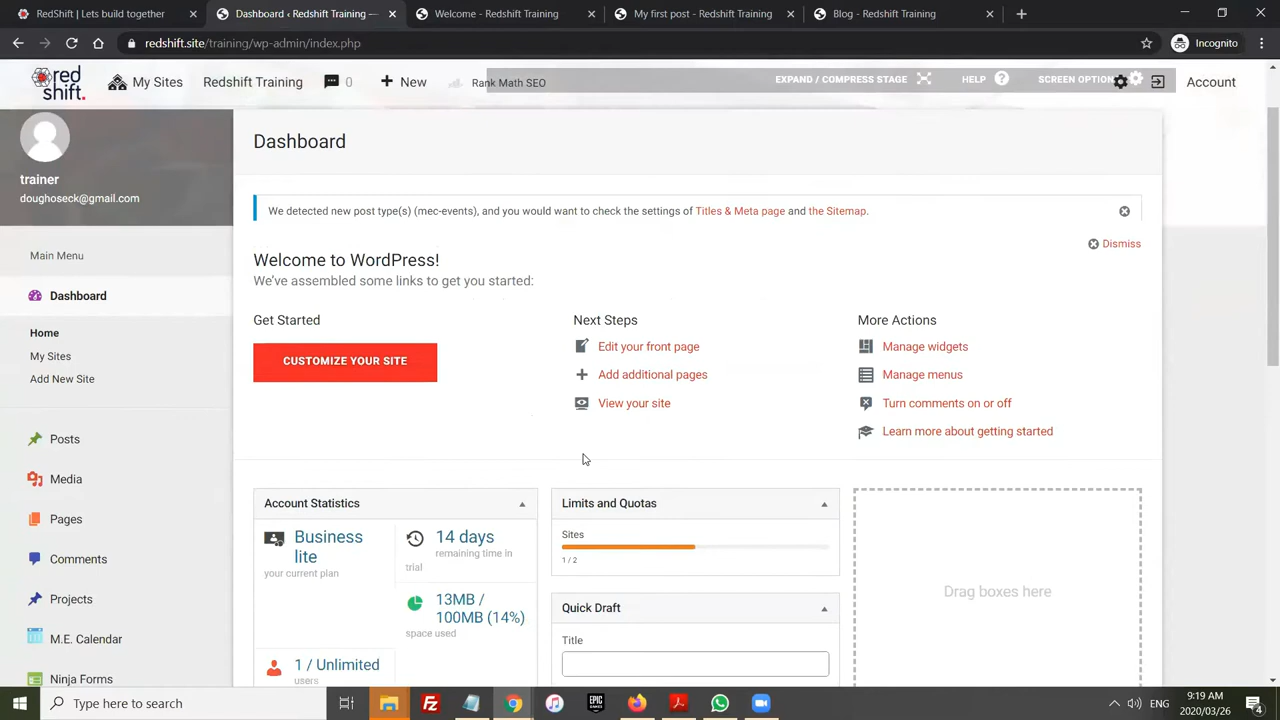 Redshift Dashboard overview
Dashboard ‹ Redshift Training —
Welcome - Redshift Training
My first post - Redshift Training
Blog - Redshift Training
redshift.site/training/wp-admin/index.php
Incognito
red
shift.
My Sites
Redshift Training
0
New
Rank Math SEO
EXPAND / COMPRESS STAGE
HELP
SCREEN OPTION
Account
trainer
doughoseck@gmail.com
Main Menu
Dashboard
Home
My Sites
Add New Site
Posts
Media
Pages
Comments
Projects
M.E. Calendar
Ninja Forms
Dashboard
We detected new post type(s) (mec-events), and you would want to check the settings of Titles & Meta page and the Sitemap.
Dismiss
Welcome to WordPress!
We've assembled some links to get you started:
Get Started
CUSTOMIZE YOUR SITE
Next Steps
Edit your front page
Add additional pages
View your site
More Actions
Manage widgets
Manage menus
Turn comments on or off
Learn more about getting started
Account Statistics
Business
lite
your current plan
14 days
remaining time in
trial
13MB /
100MB (14%)
space used
1 / Unlimited
users
Limits and Quotas
Sites
1 / 2
Quick Draft
Title
Drag boxes here
Type here to search
ENG
9:19 AM
2020/03/26
4